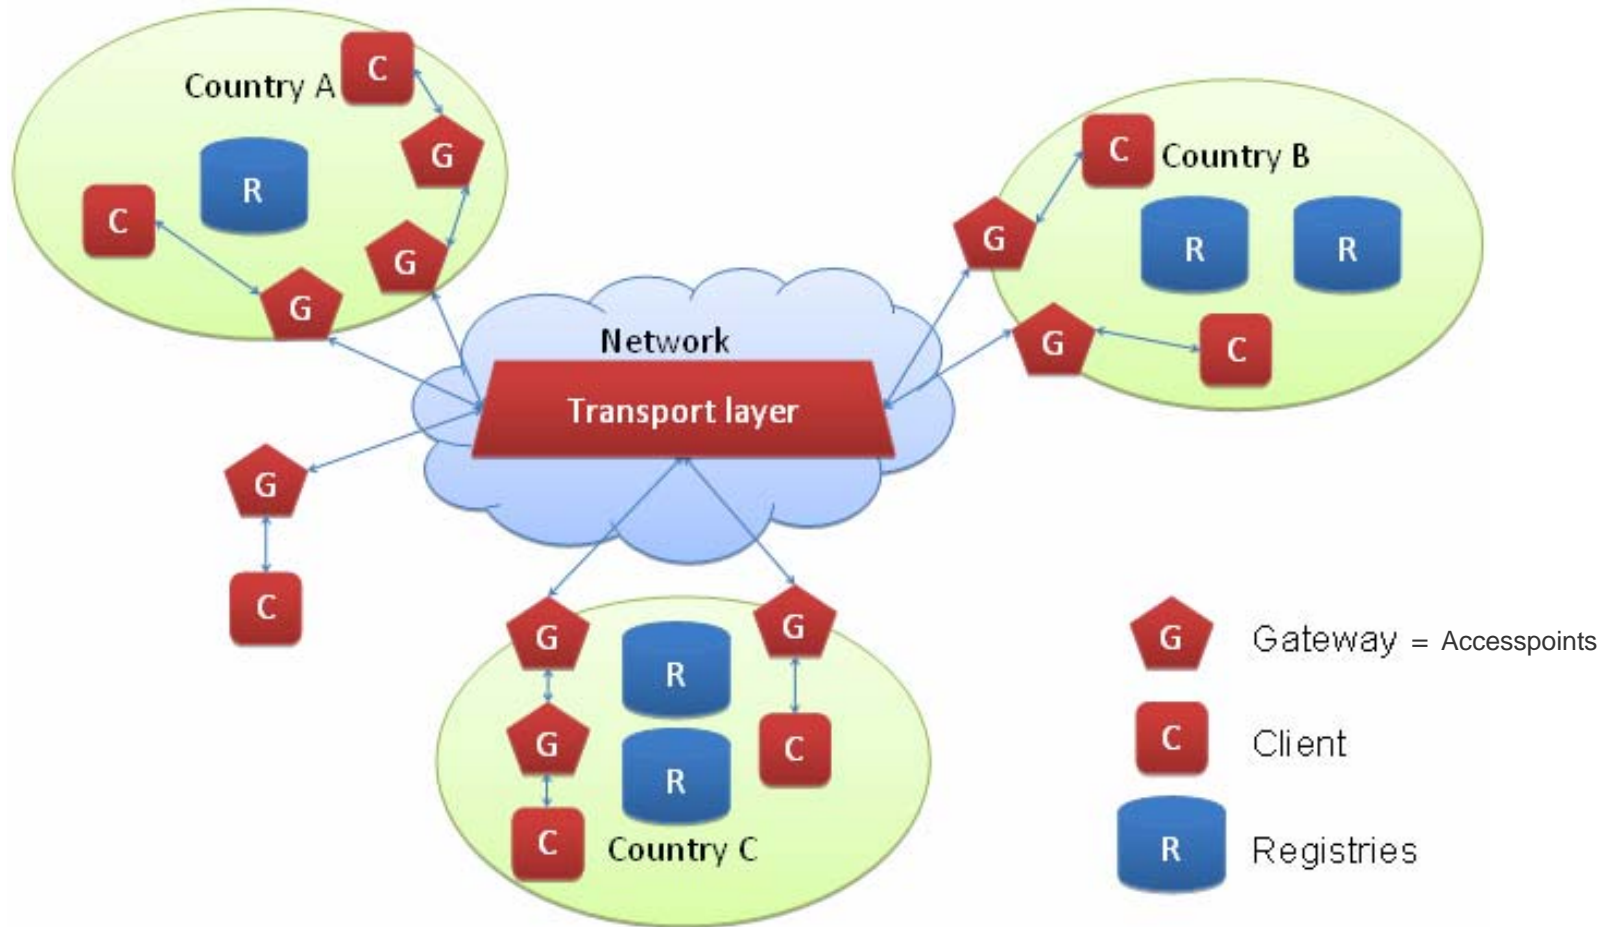 Country A
C
G
R
C
G
G
C
Country B
G
R
R
G
C
Network
Transport layer
G
C
G
R
G
G
R
C
C
Country C
G Gateway = Accesspoints
C Client
R Registries